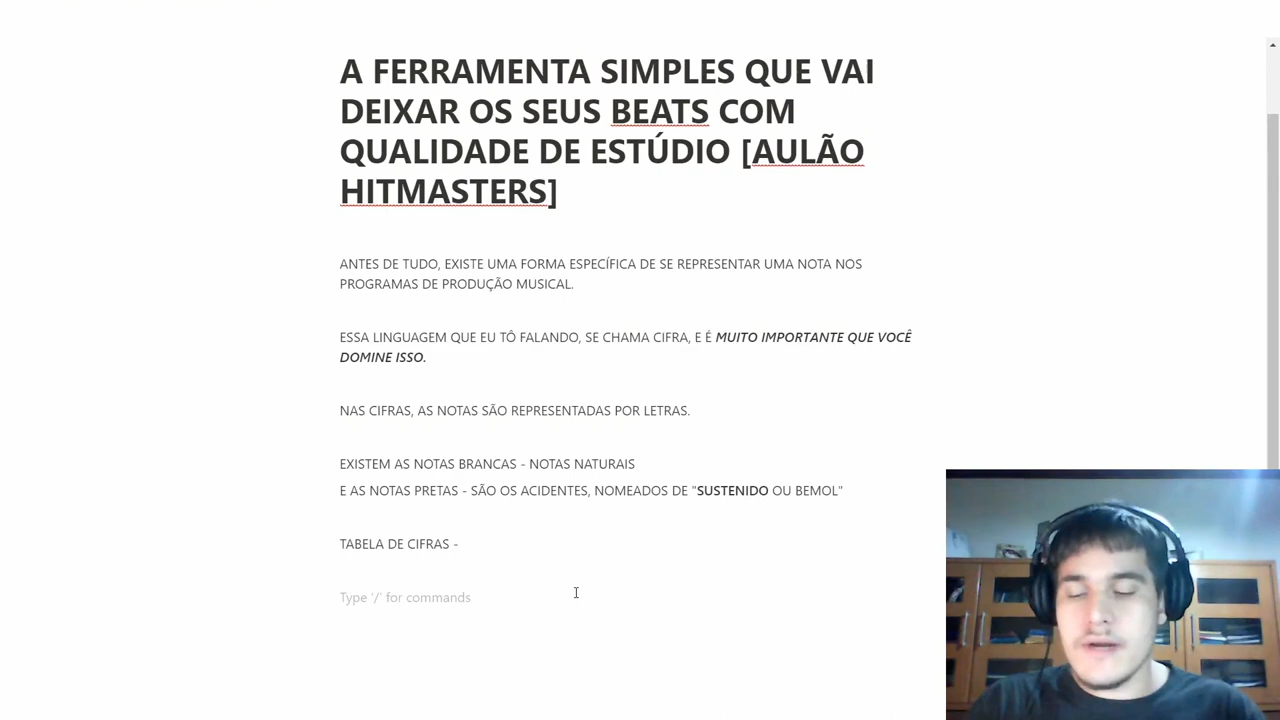 A FERRAMENTA SIMPLES QUE VAI
DEIXAR OS SEUS BEATS COM
QUALIDADE DE ESTÚDIO [AULÃO
HITMASTERS]
ANTES DE TUDO, EXISTE UMA FORMA ESPECÍFICA DE SE REPRESENTAR UMA NOTA NOS
PROGRAMAS DE PRODUÇÃO MUSICAL.
ESSA LINGUAGEM QUE EU TÔ FALANDO, SE CHAMA CIFRA, E É MUITO IMPORTANTE QUE VOCÊ
DOMINE ISSO.
NAS CIFRAS, AS NOTAS SÃO REPRESENTADAS POR LETRAS.
EXISTEM AS NOTAS BRANCAS - NOTAS NATURAIS
E AS NOTAS PRETAS - SÃO OS ACIDENTES, NOMEADOS DE "SUSTENIDO OU BEMOL"
TABELA DE CIFRAS -
Type '/' for commands